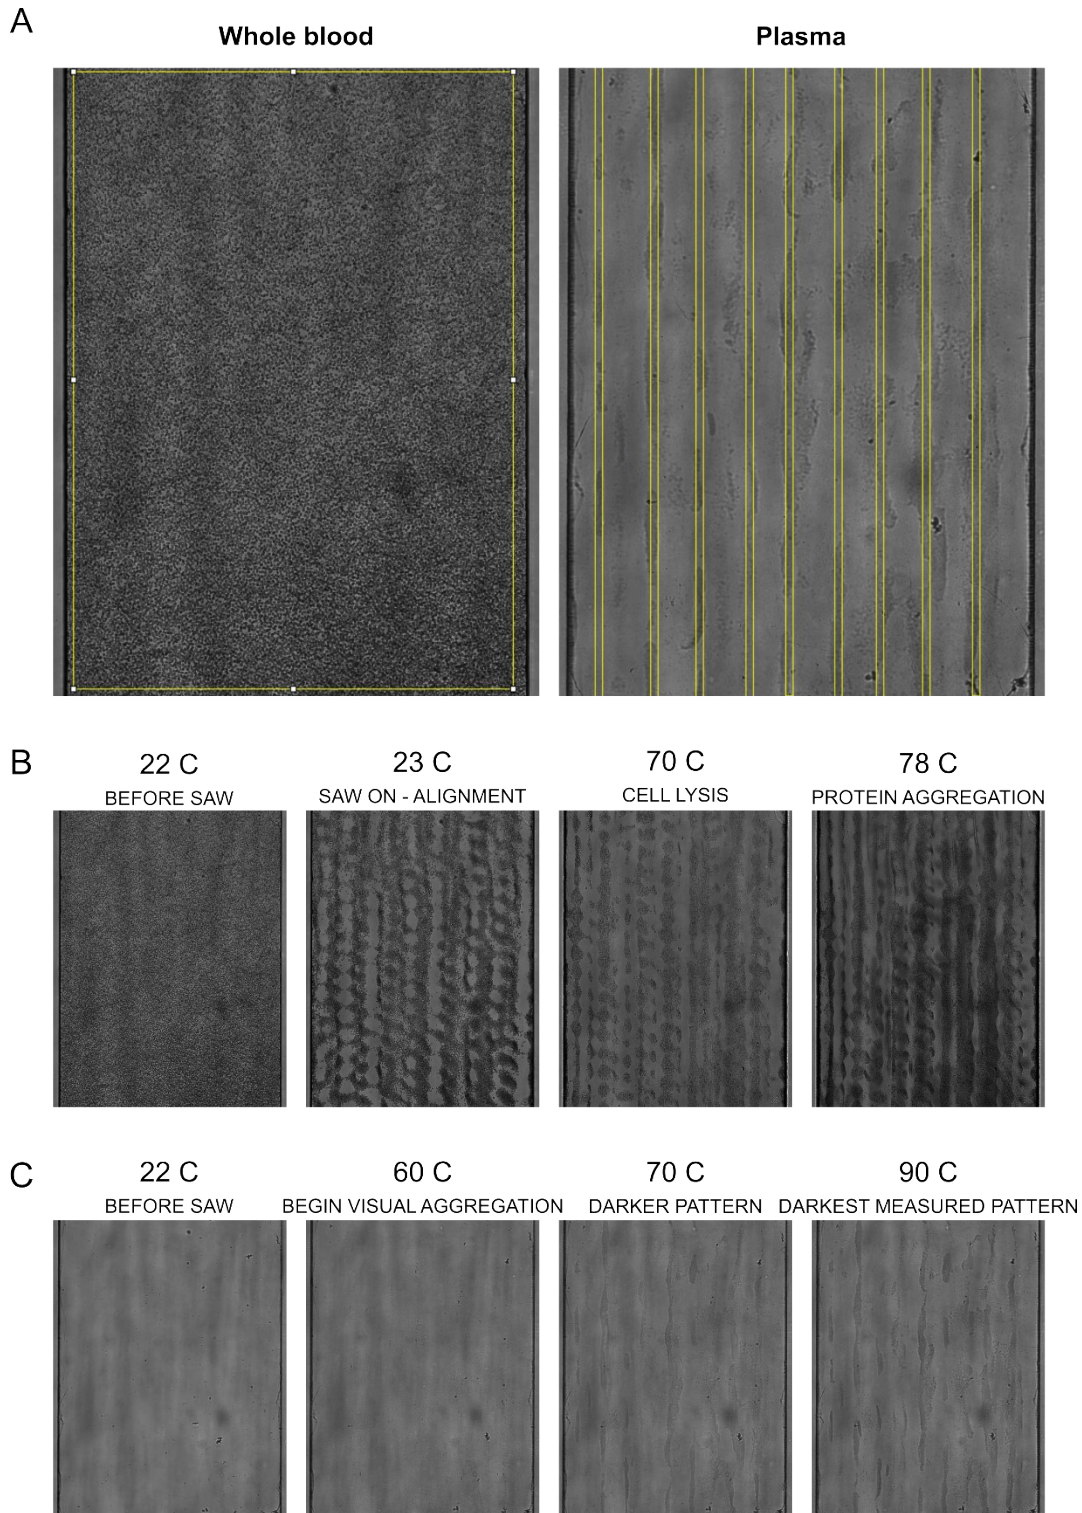 A
Whole blood
Plasma
B
22 C
23 C
70 C
78 C
BEFORE SAW
SAW ON - ALIGNMENT
CELL LYSIS
PROTEIN AGGREGATION
C
22 C
60 C
70 C
90 C
BEFORE SAW
BEGIN VISUAL AGGREGATION
DARKER PATTERN
DARKEST MEASURED PATTERN